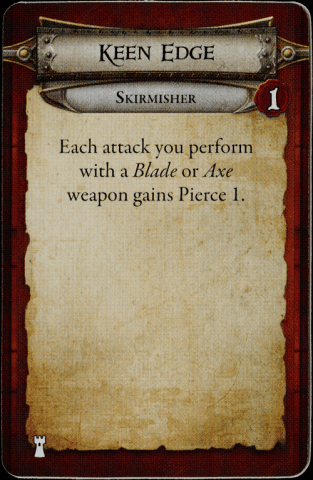 KEEN EDGE
SKIRMISHER
1
Each attack you perform
with a Blade or Axe
weapon gains Pierce 1.